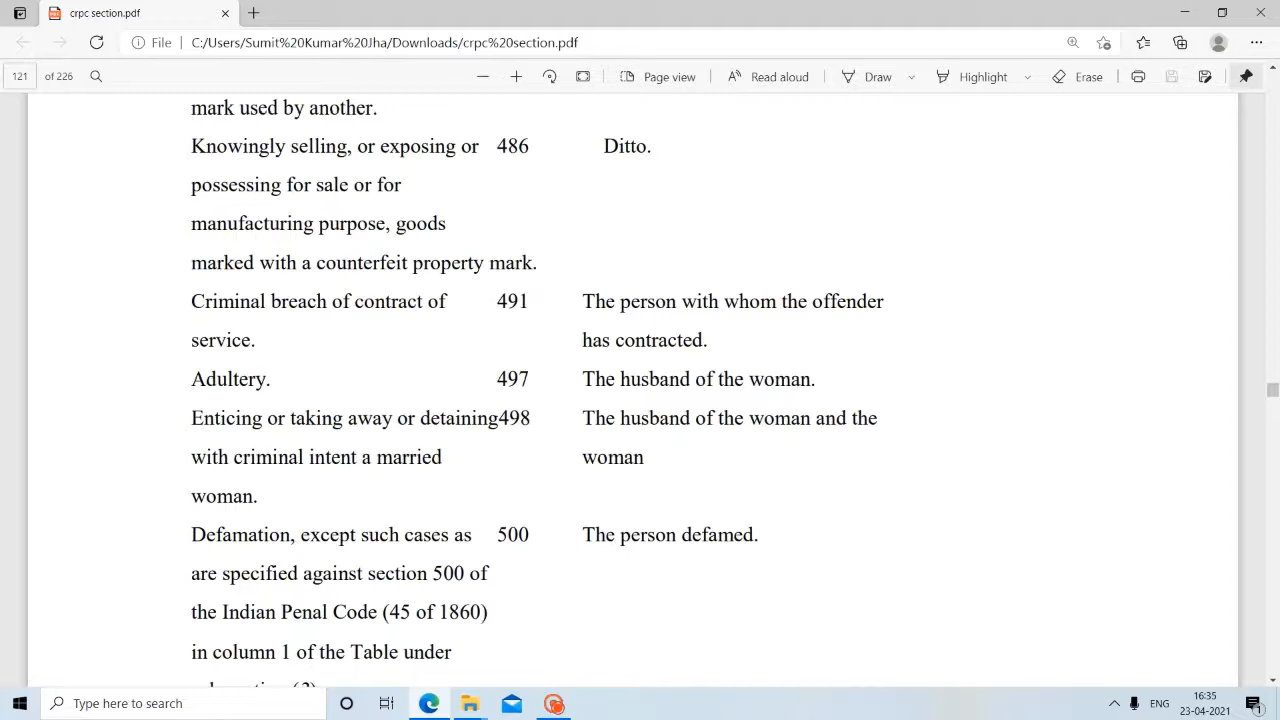 crpc section.pdf
File C:/Users/Sumit%20Kumar%20Jha/Downloads/crpc%20section.pdf
121 of 226 Page view Read aloud Draw Highlight Erase
mark used by another.
Knowingly selling, or exposing or 486 Ditto.
possessing for sale or for
manufacturing purpose, goods
marked with a counterfeit property mark.
Criminal breach of contract of 491 The person with whom the offender
service. has contracted.
Adultery. 497 The husband of the woman.
Enticing or taking away or detaining498 The husband of the woman and the
with criminal intent a married woman
woman.
Defamation, except such cases as 500 The person defamed.
are specified against section 500 of
the Indian Penal Code (45 of 1860)
in column 1 of the Table under
Type here to search ENG 16:35
23-04-2021